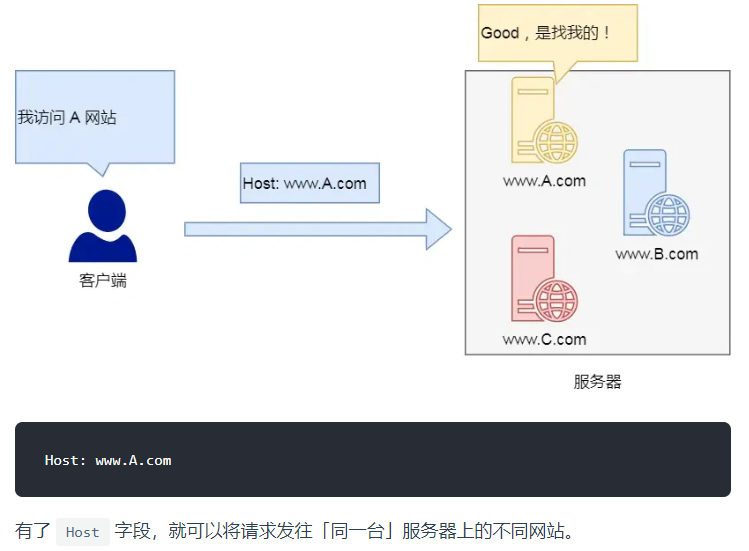 Good，是找我的！
我访问 A 网站
Host: www.A.com
www.A.com
www.B.com
客户端
www.C.com
服务器
Host: www.A.com
有了 Host 字段，就可以将请求发往「同一台」服务器上的不同网站。